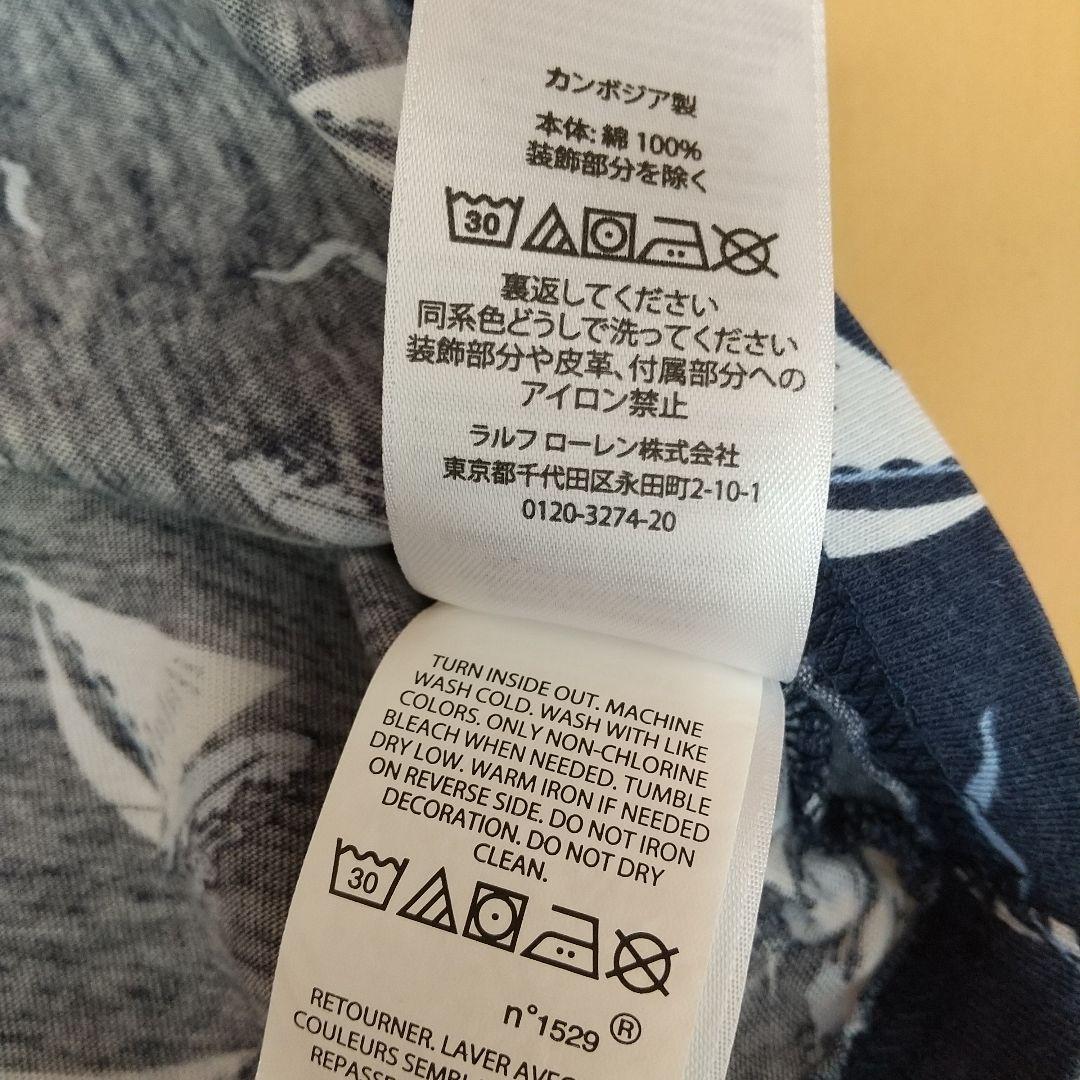 カンボジア製
本体: 綿 100%
装飾部分を除く
30
裏返してください
同系色どうしで洗ってください
装飾部分や皮革、付属部分への
アイロン禁止
ラルフ ローレン株式会社
東京都千代田区永田町2-10-1
0120-3274-20
TURN INSIDE OUT. MACHINE
WASH COLD. WASH WITH LIKE
COLORS. ONLY NON-CHLORINE
BLEACH WHEN NEEDED. TUMBLE
DRY LOW. WARM IRON IF NEEDED
ON REVERSE SIDE. DO NOT IRON
DECORATION. DO NOT DRY
CLEAN.
30
n°1529 ®
RETOURNER. LAVER
COULEURS